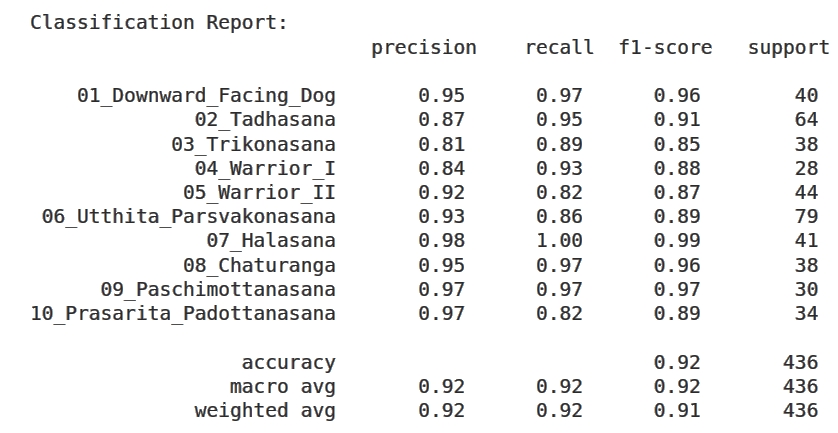 Classification Report:
precision recall f1-score support
01_Downward_Facing_Dog 0.95 0.97 0.96 40
02_Tadhasana 0.87 0.95 0.91 64
03_Trikonasana 0.81 0.89 0.85 38
04_Warrior_I 0.84 0.93 0.88 28
05_Warrior_II 0.92 0.82 0.87 44
06_Utthita_Parsvakonasana 0.93 0.86 0.89 79
07_Halasana 0.98 1.00 0.99 41
08_Chaturanga 0.95 0.97 0.96 38
09_Paschimottanasana 0.97 0.97 0.97 30
10_Prasarita_Padottanasana 0.97 0.82 0.89 34
accuracy 0.92 436
macro avg 0.92 0.92 0.92 436
weighted avg 0.92 0.92 0.91 436